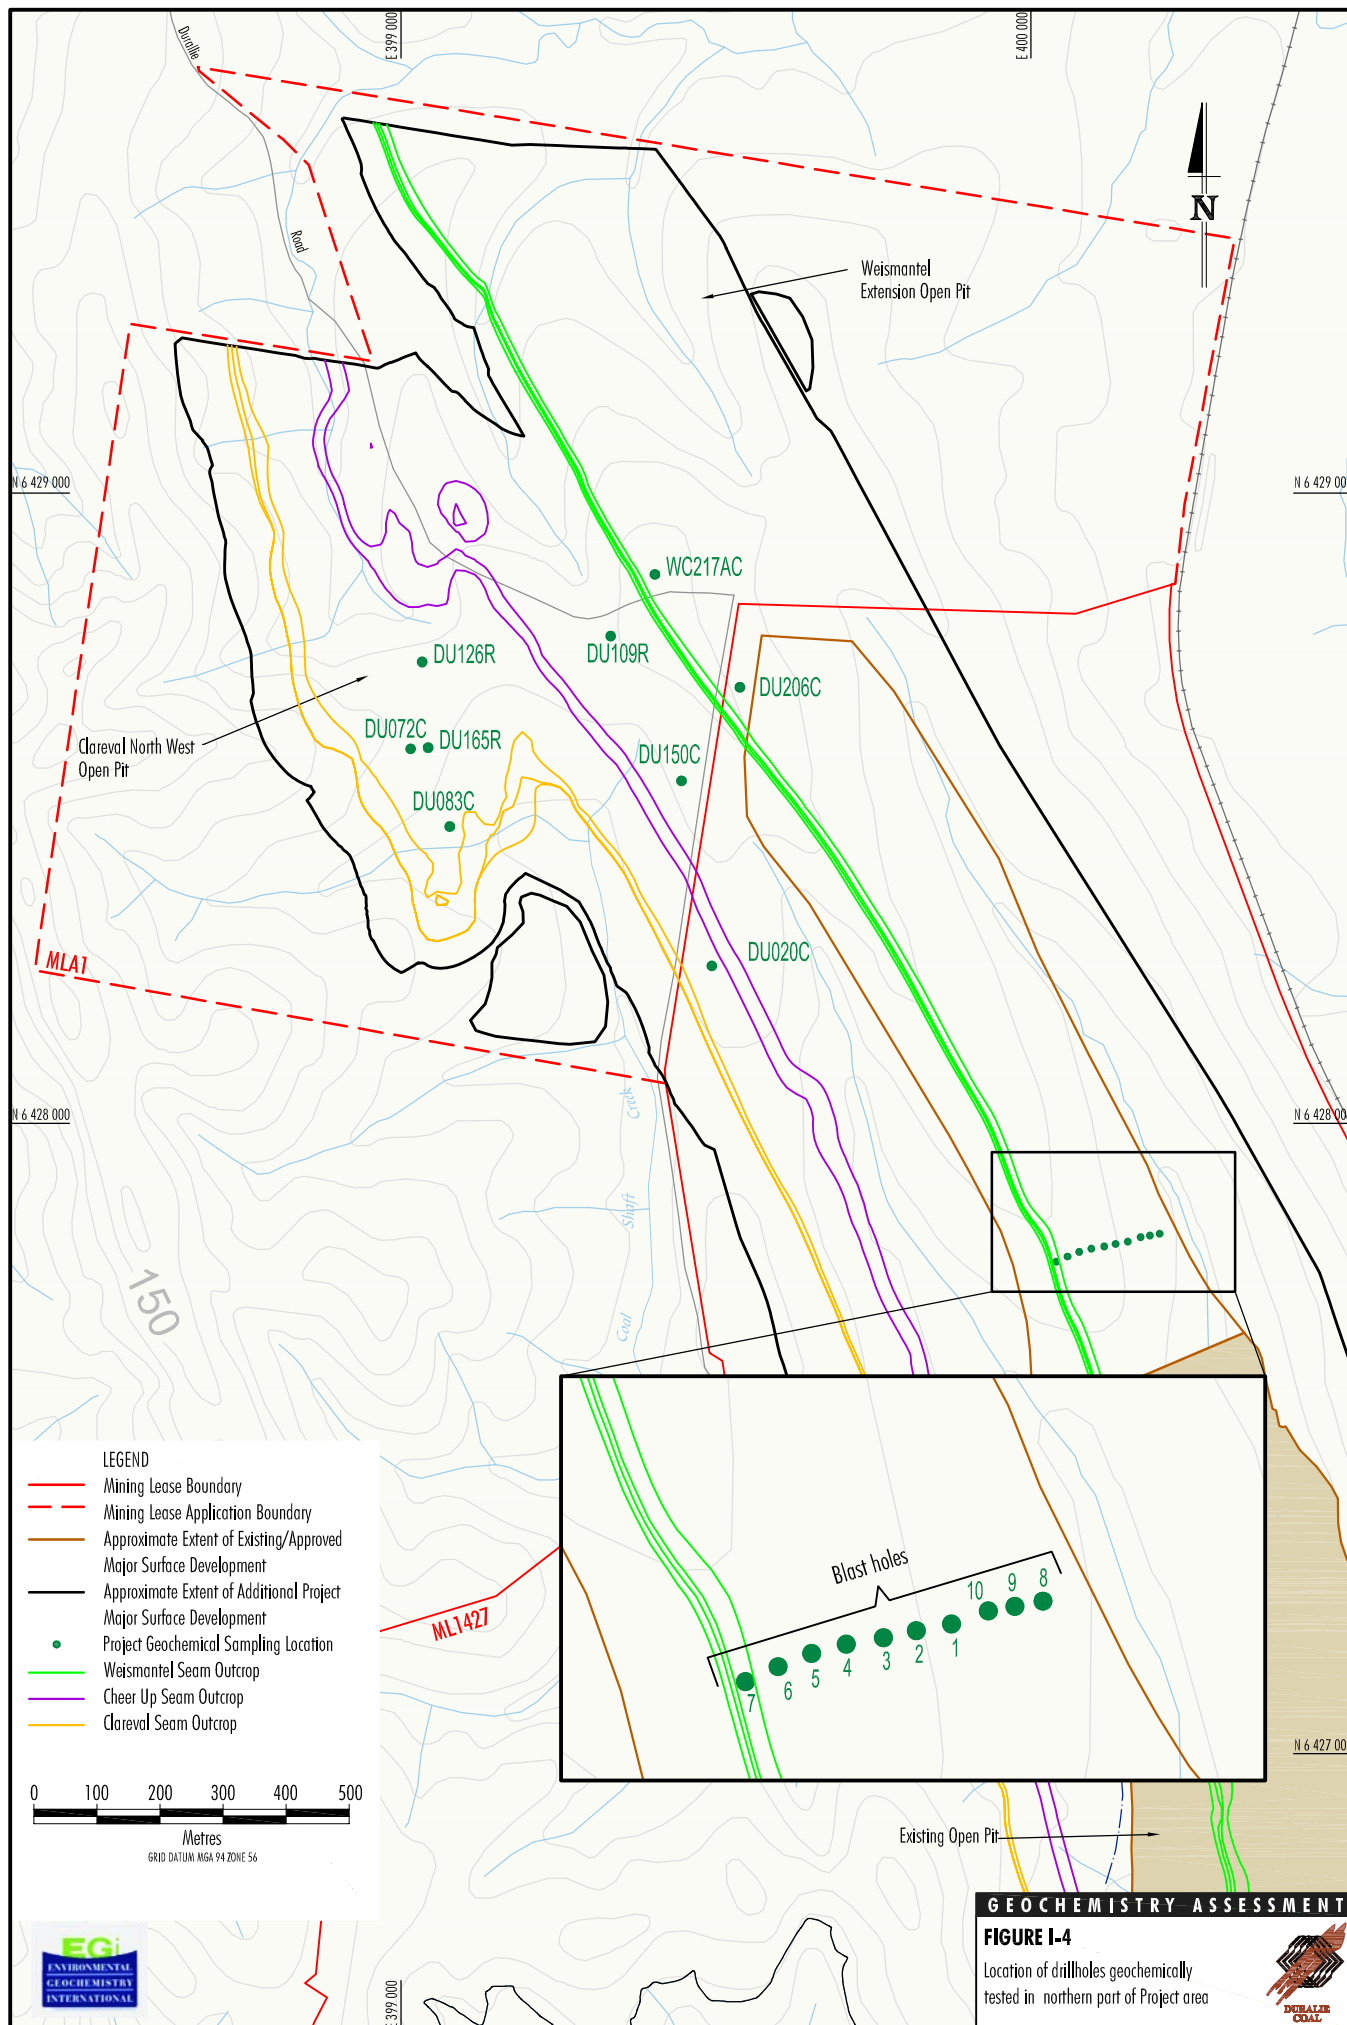 Durallie
Road
E 399 000
E 400 000
N
Weismantel
Extension Open Pit
N 6 429 000
N 6 429 00
WC217AC
DU126R
DU109R
DU206C
DU072C
DU165R
DU150C
Clareval North West
Open Pit
DU083C
DU020C
MLA1
N 6 428 000
N 6 428 00
Creek
Shaft
Coal
150
LEGEND
Mining Lease Boundary
Mining Lease Application Boundary
Approximate Extent of Existing/Approved
Major Surface Development
Approximate Extent of Additional Project
Major Surface Development
Project Geochemical Sampling Location
Weismantel Seam Outcrop
Cheer Up Seam Outcrop
Clareval Seam Outcrop
ML1427
Blast holes
10 9 8
7 6 5 4 3 2 1
N 6 427 00
0 100 200 300 400 500
Metres
GRID DATUM MGA 94 ZONE 56
Existing Open Pit
E 399 000
EGi
ENVIRONMENTAL
GEOCHEMISTRY
INTERNATIONAL
GEOCHEMISTRY ASSESSMENT
FIGURE I-4
Location of drillholes geochemically
tested in northern part of Project area
DURALIE
COAL